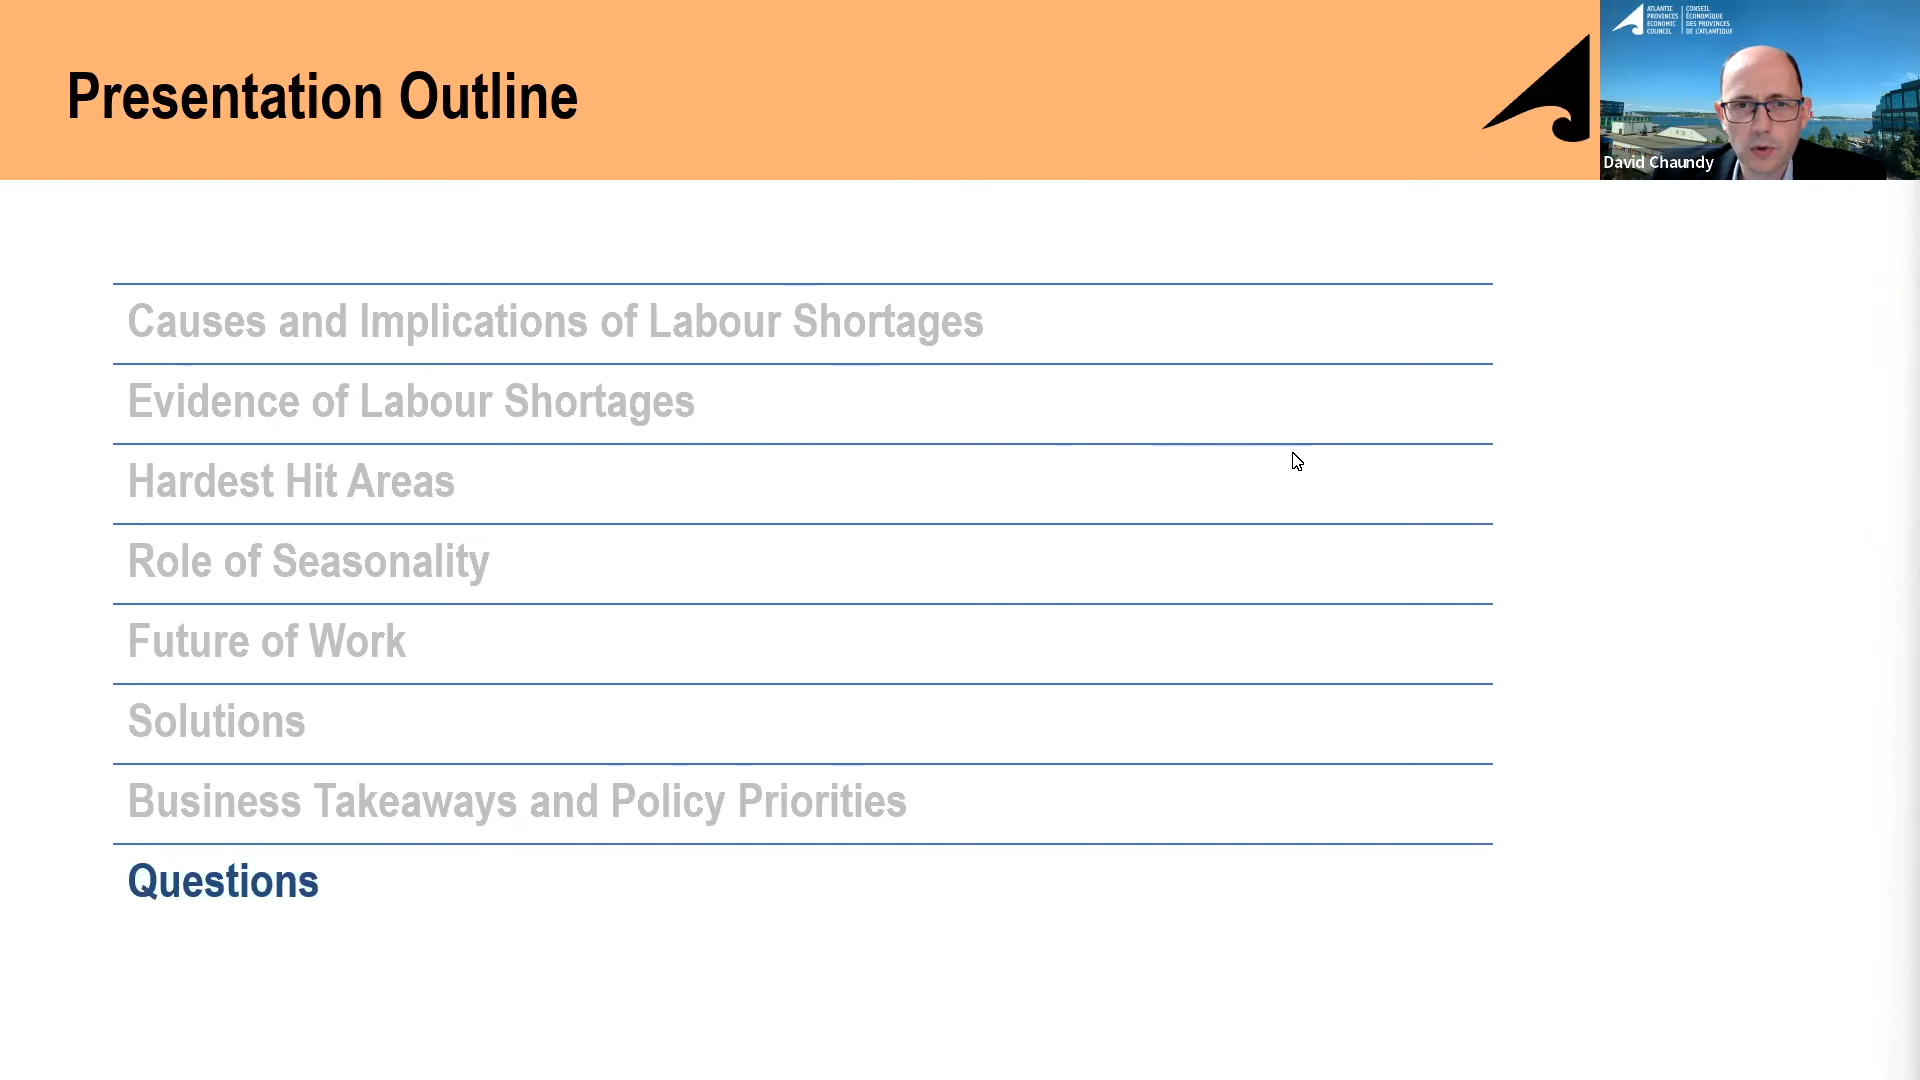 Presentation Outline
ATLANTIC
PROVINCES
ECONOMIC
COUNCIL
CONSEIL
ÉCONOMIQUE
DES PROVINCES
DE L'ATLANTIQUE
David Chaundy
Causes and Implications of Labour Shortages
Evidence of Labour Shortages
Hardest Hit Areas
Role of Seasonality
Future of Work
Solutions
Business Takeaways and Policy Priorities
Questions